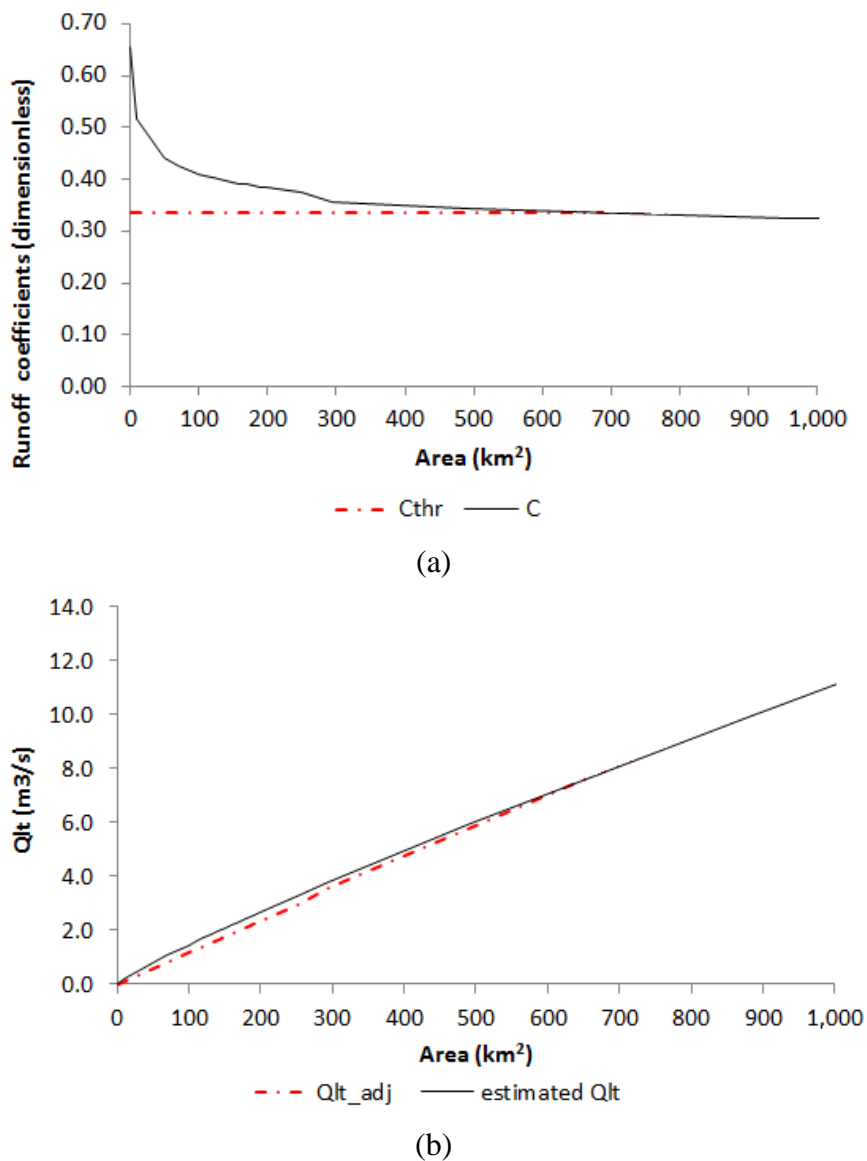 0.70
0.60
0.50
0.40
0.30
0.20
0.10
0.00
Runoff coefficients (dimensionless)
0 100 200 300 400 500 600 700 800 900 1,000
Area (km²)
Cthr C
(a)
14.0
12.0
10.0
8.0
6.0
4.0
2.0
0.0
Qlt (m3/s)
0 100 200 300 400 500 600 700 800 900 1,000
Area (km²)
Qlt_adj estimated Qlt
(b)